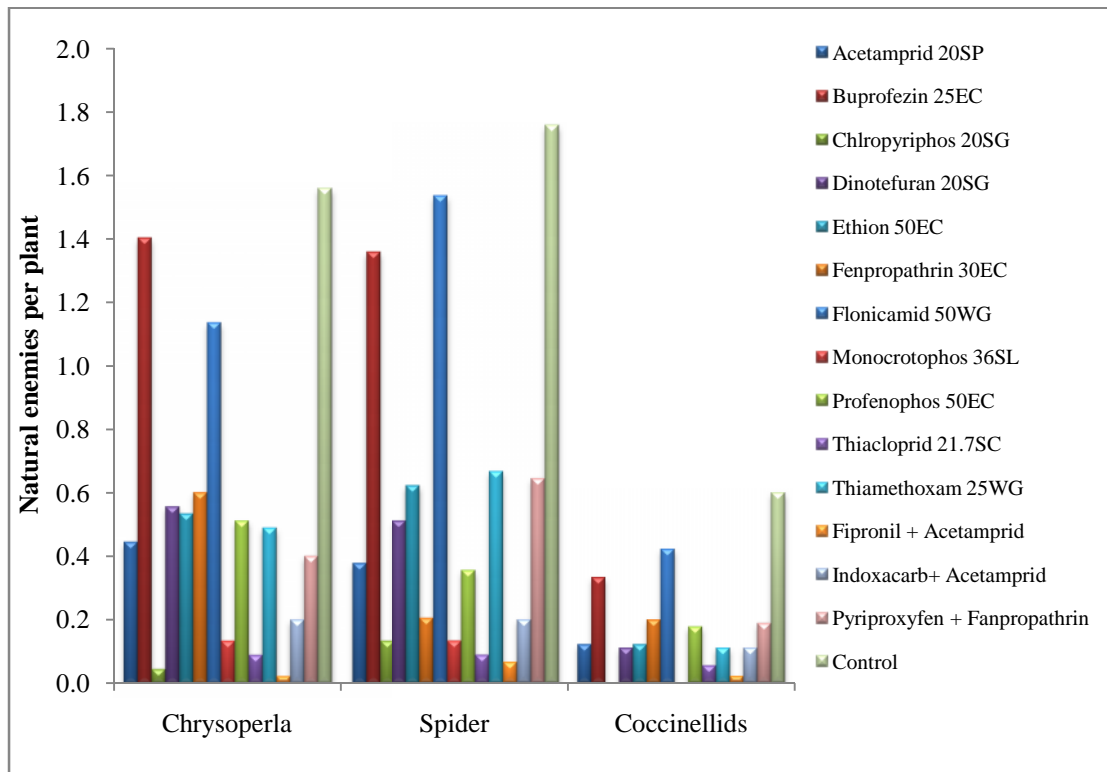 Natural enemies per plant
2.0
1.8
1.6
1.4
1.2
1.0
0.8
0.6
0.4
0.2
0.0
Chrysoperla
Spider
Coccinellids
Acetamprid 20SP
Buprofezin 25EC
Chlropyriphos 20SG
Dinotefuran 20SG
Ethion 50EC
Fenpropathrin 30EC
Flonicamid 50WG
Monocrotophos 36SL
Profenophos 50EC
Thiacloprid 21.7SC
Thiamethoxam 25WG
Fipronil + Acetamprid
Indoxacarb+ Acetamprid
Pyriproxyfen + Fanpropathrin
Control